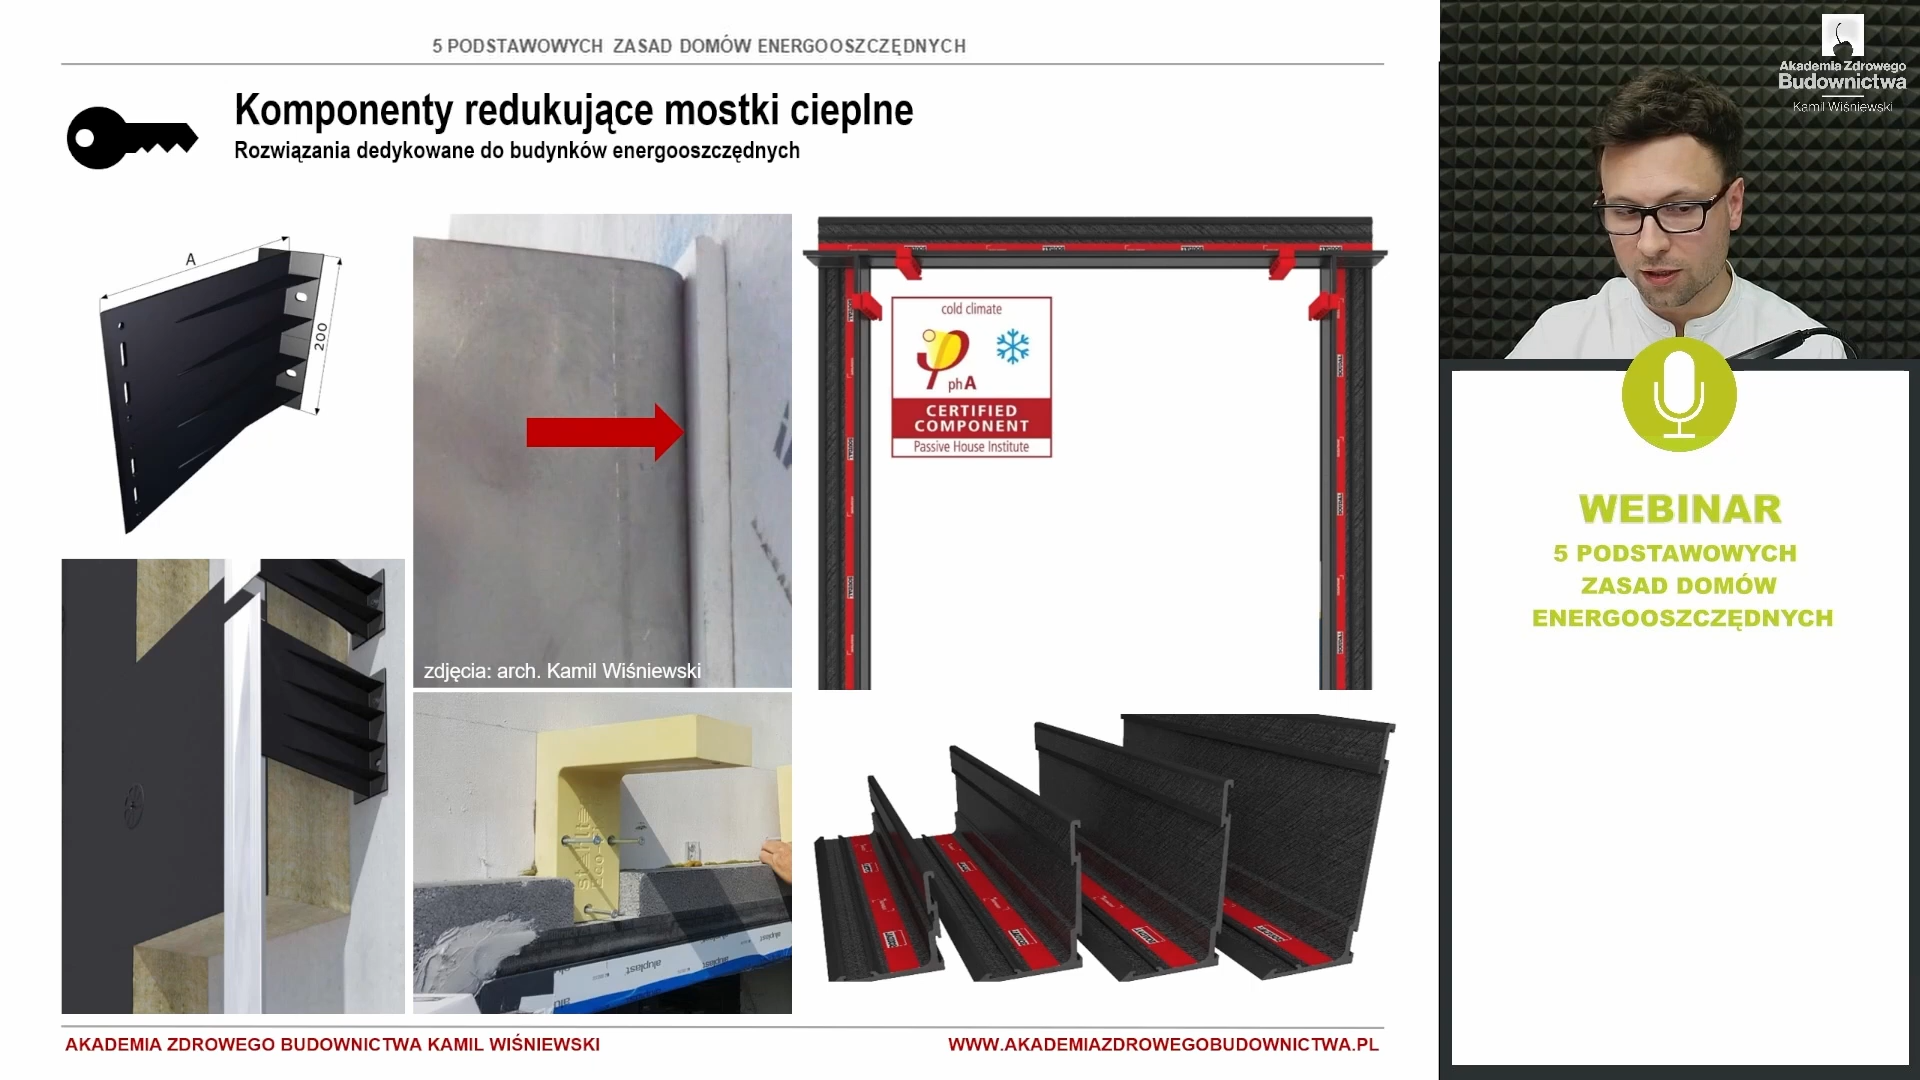 5 PODSTAWOWYCH ZASAD DOMÓW ENERGOOSZCZĘDNYCH
Komponenty redukujące mostki cieplne
Rozwiązania dedykowane do budynków energooszczędnych
A
200
zdjęcia: arch. Kamil Wiśniewski
cold climate
phA
CERTIFIED
COMPONENT
Passive House Institute
aluplast
aluplast
AKADEMIA ZDROWEGO BUDOWNICTWA KAMIL WIŚNIEWSKI
WWW.AKADEMIAZDROWEGOBUDOWNICTWA.PL
Akademia Zdrowego
Budownictwa
Kamil Wiśniewski
WEBINAR
5 PODSTAWOWYCH
ZASAD DOMÓW
ENERGOOSZCZĘDNYCH